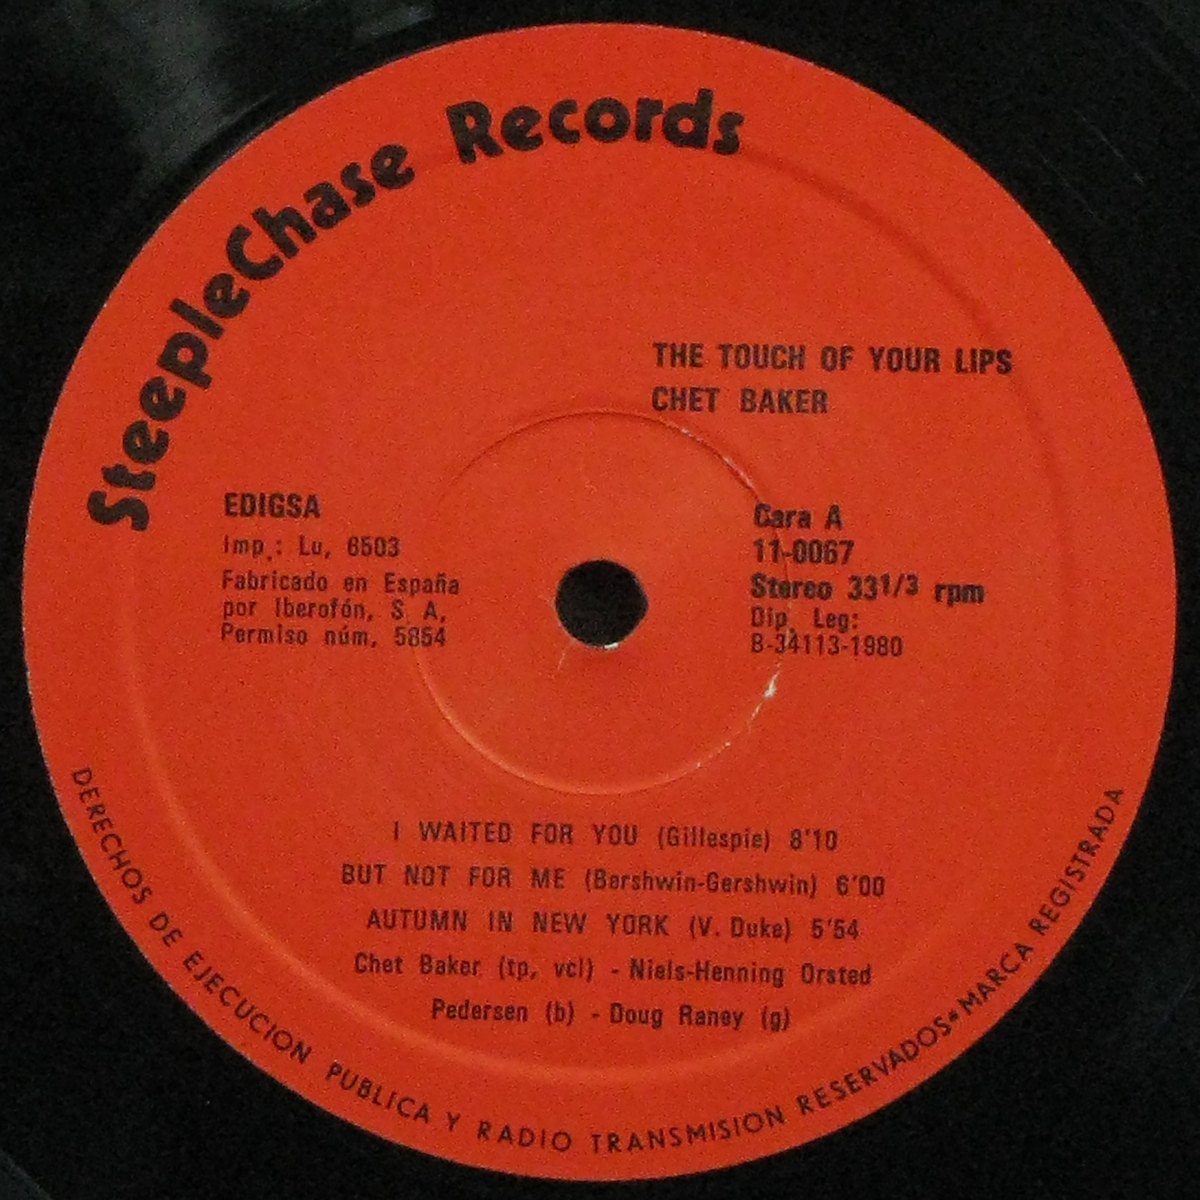 SteepleChase Records
THE TOUCH OF YOUR LIPS
CHET BAKER
EDIGSA
Imp.: Lu, 6503
Fabricado en España
por Iberofón, S. A,
Permiso núm, 5854
Cara A
11-0067
Stereo 33 1/3 rpm
Dip. Leg:
B-34113-1980
I WAITED FOR YOU (Gillespie) 8'10
BUT NOT FOR ME (Barshwin-Gershwin) 6'00
AUTUMN IN NEW YORK (V. Duke) 5'54
Chet Baker (tp, vcl) - Niels-Henning Orsted
Pedersen (b) - Doug Raney (g)
DERECHOS DE EJECUCION PUBLICA Y RADIO TRANSMISION RESERVADOS*MARCA REGISTRADA